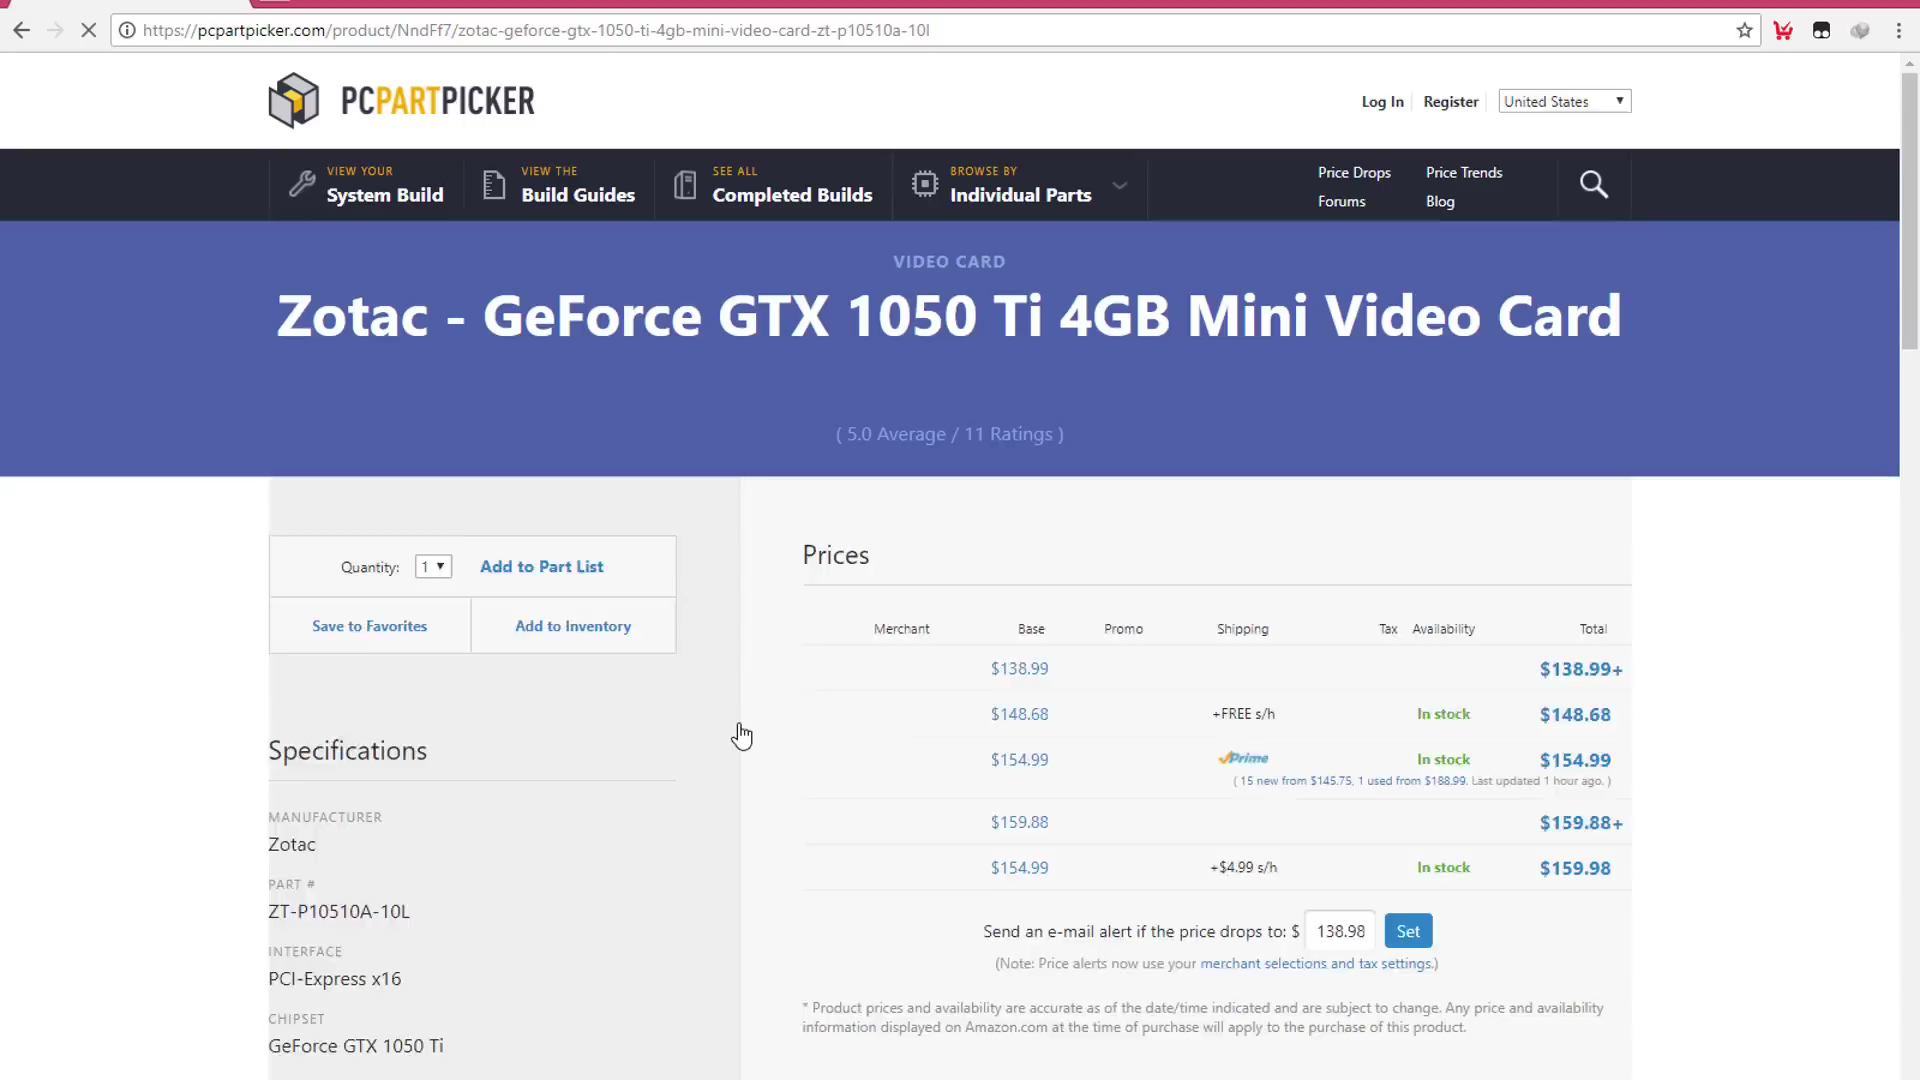 https://pcpartpicker.com/product/NndFf7/zotac-geforce-gtx-1050-ti-4gb-mini-video-card-zt-p10510a-10l
PCPARTPICKER
Log In Register United States
VIEW YOUR
System Build
VIEW THE
Build Guides
SEE ALL
Completed Builds
BROWSE BY
Individual Parts
Price Drops Price Trends
Forums Blog
VIDEO CARD
Zotac - GeForce GTX 1050 Ti 4GB Mini Video Card
( 5.0 Average / 11 Ratings )
Quantity: 1 Add to Part List
Save to Favorites Add to Inventory
Specifications
MANUFACTURER
Zotac
PART #
ZT-P10510A-10L
INTERFACE
PCI-Express x16
CHIPSET
GeForce GTX 1050 Ti
Prices
Merchant Base Promo Shipping Tax Availability Total
$138.99 $138.99+
$148.68 +FREE s/h In stock $148.68
$154.99 Prime In stock $154.99
( 15 new from $145.75, 1 used from $188.99. Last updated 1 hour ago. )
$159.88 $159.88+
$154.99 +$4.99 s/h In stock $159.98
Send an e-mail alert if the price drops to: $ 138.98 Set
(Note: Price alerts now use your merchant selections and tax settings.)
* Product prices and availability are accurate as of the date/time indicated and are subject to change. Any price and availability
information displayed on Amazon.com at the time of purchase will apply to the purchase of this product.